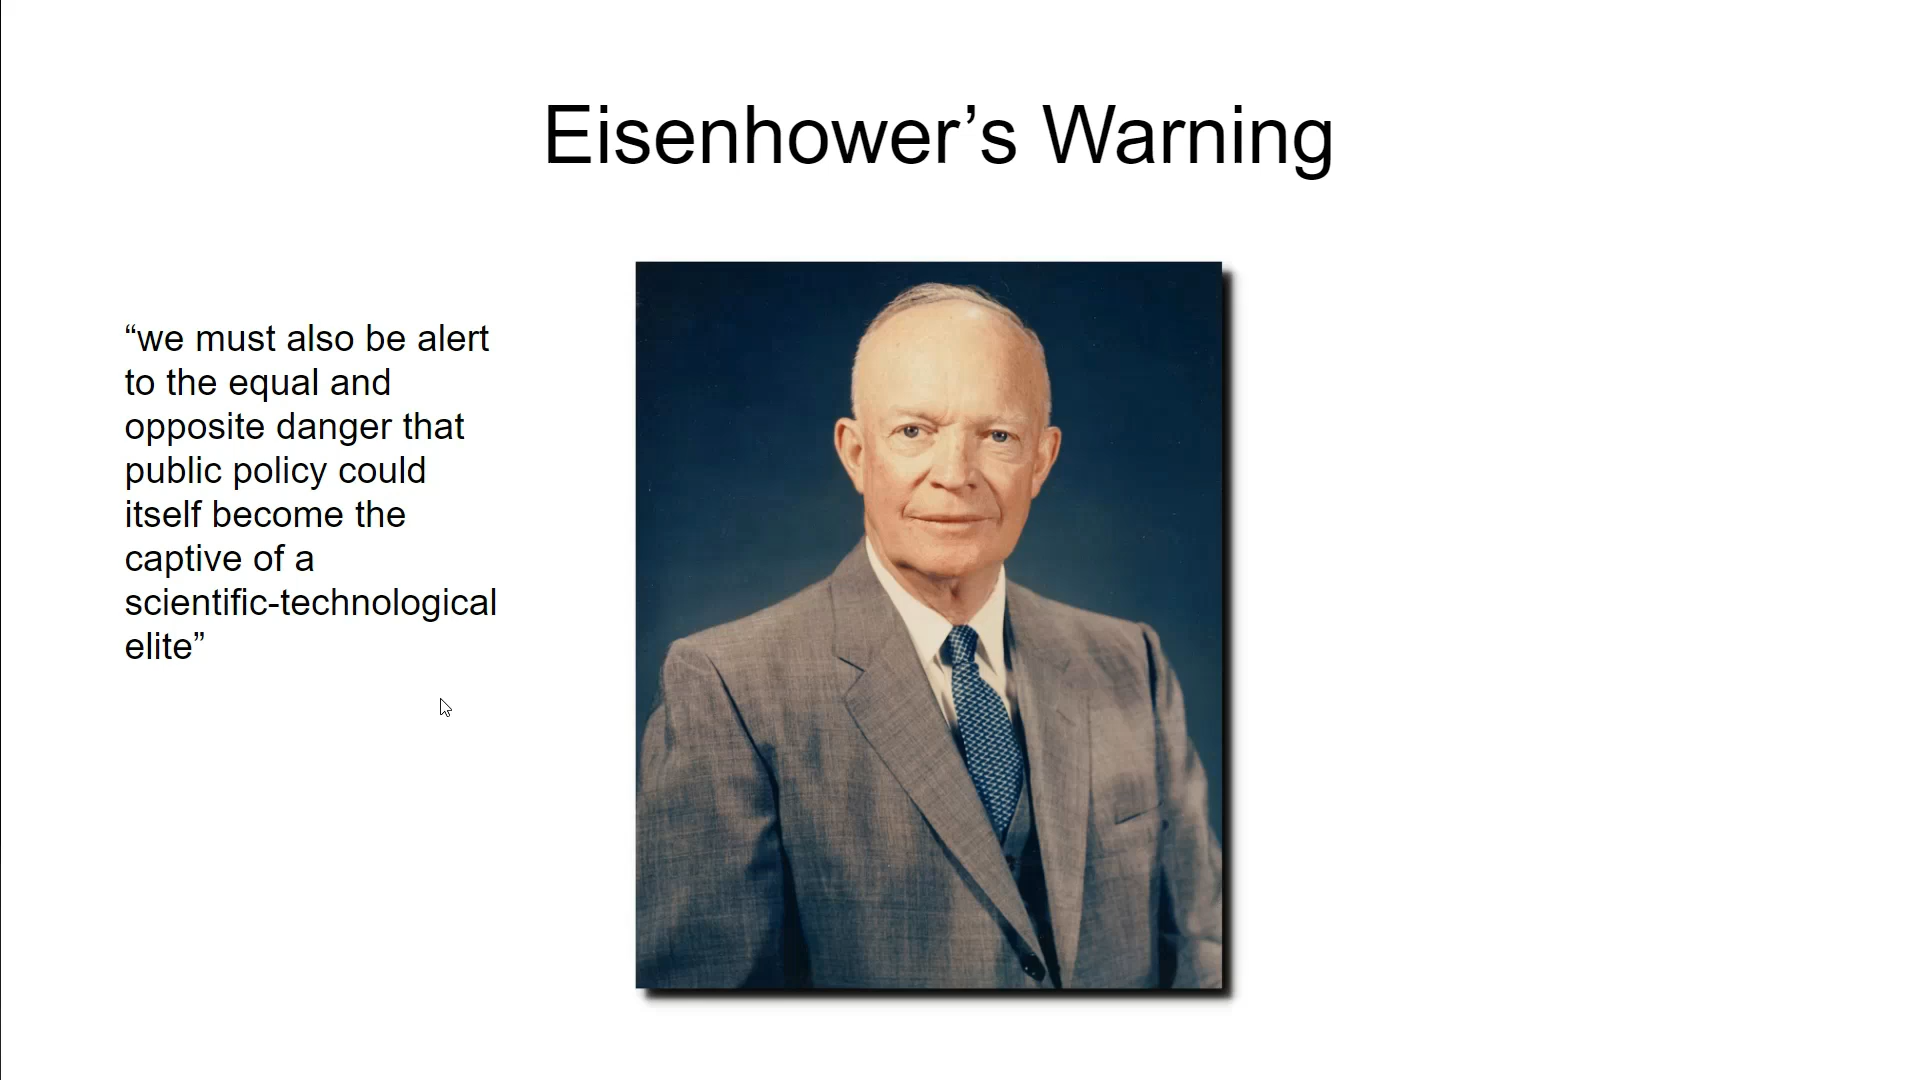 Eisenhower’s Warning
“we must also be alert
to the equal and
opposite danger that
public policy could
itself become the
captive of a
scientific-technological
elite”